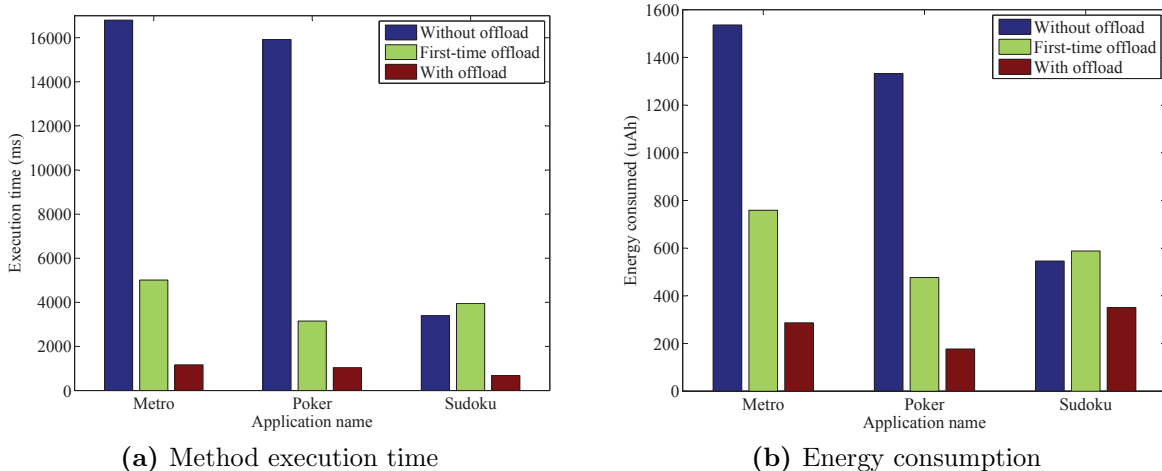 16000
14000
12000
10000
8000
6000
4000
2000
0
Execution time (ms)
Without offload
First-time offload
With offload
Metro
Poker
Sudoku
Application name
(a) Method execution time
1600
1400
1200
1000
800
600
400
200
0
Energy consumed (uAh)
Without offload
First-time offload
With offload
Metro
Poker
Sudoku
Application name
(b) Energy consumption